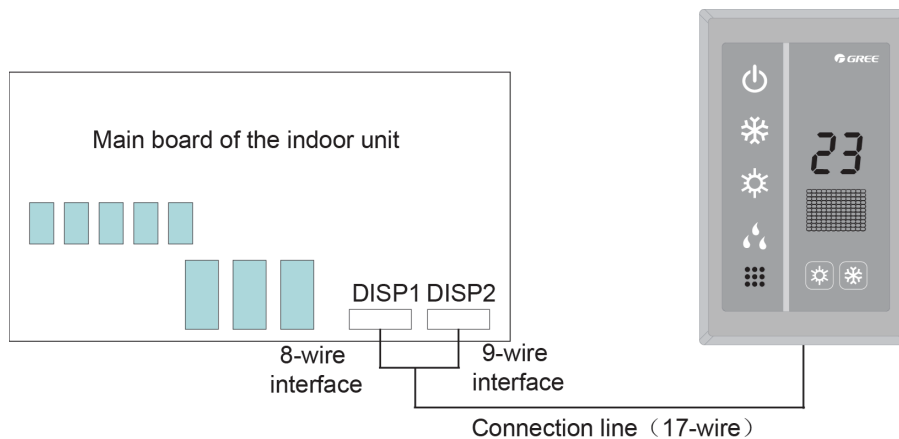 GREE
Main board of the indoor unit
23
DISP1 DISP2
8-wire
interface
9-wire
interface
Connection line（17-wire）